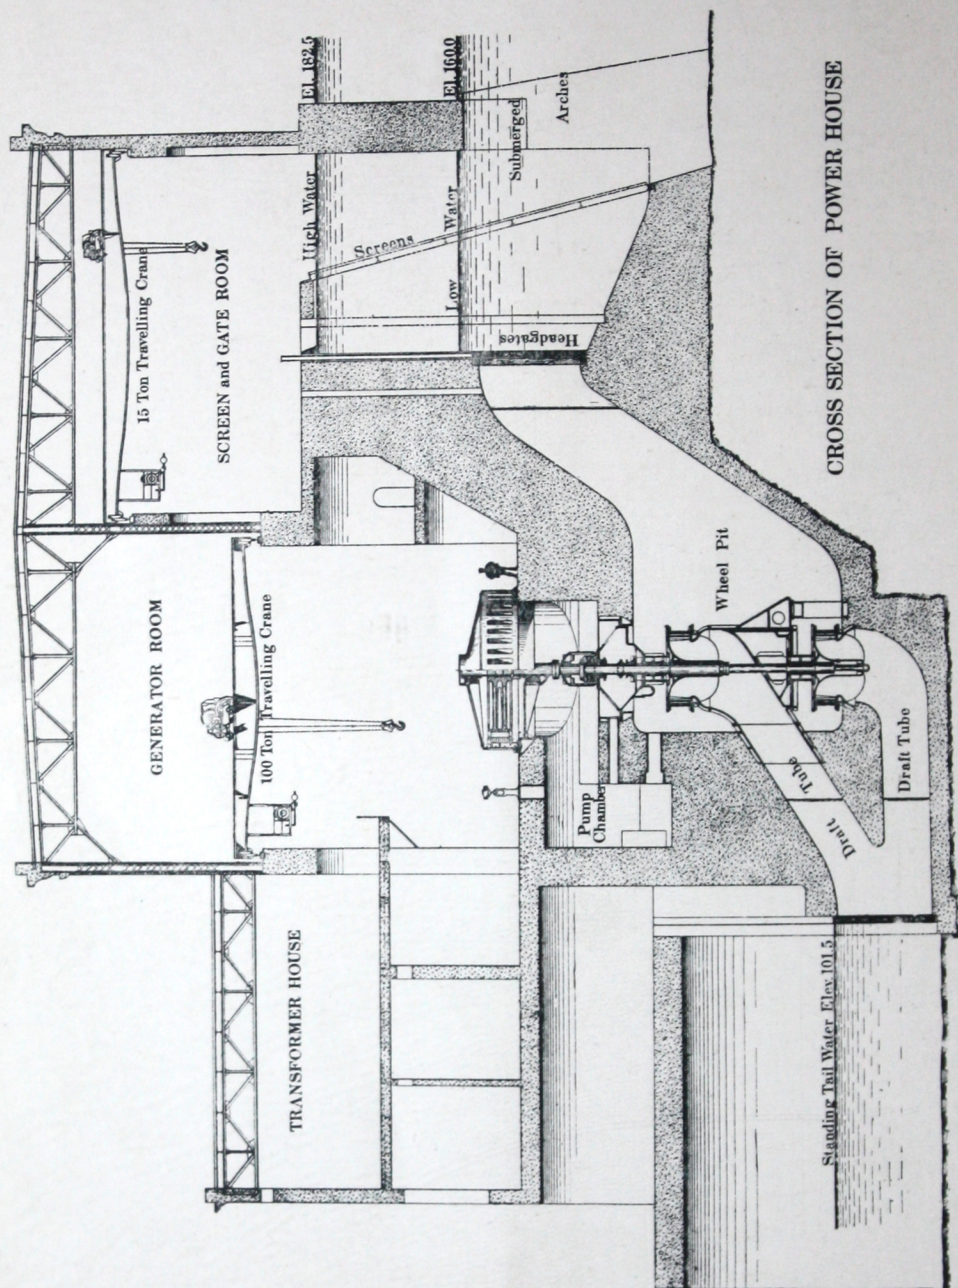 El. 182.5
El. 160.0
High Water
Low Water
Screens
Submerged
Arches
Headgates
15 Ton Travelling Crane
SCREEN and GATE ROOM
GENERATOR ROOM
100 Ton Travelling Crane
TRANSFORMER HOUSE
Wheel Pit
Pump
Chamber
Draft Tube
Draft Tube
Standing Tail Water Elev. 101.5
CROSS SECTION OF POWER HOUSE